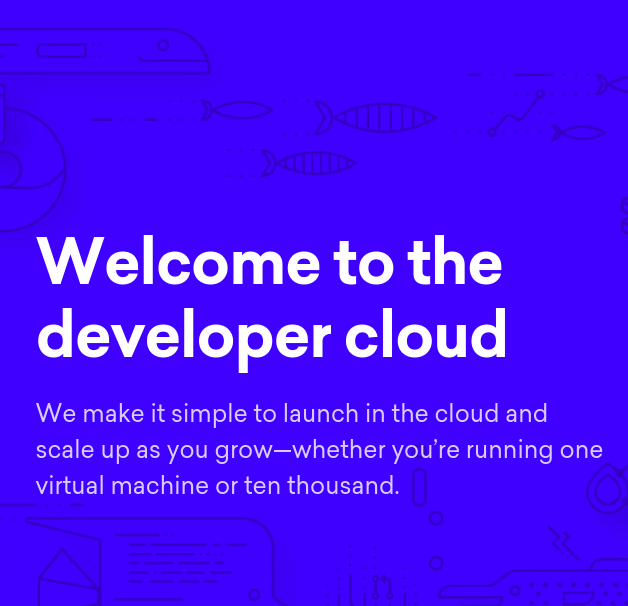 Welcome to the
developer cloud
We make it simple to launch in the cloud and
scale up as you grow—whether you’re running one
virtual machine or ten thousand.